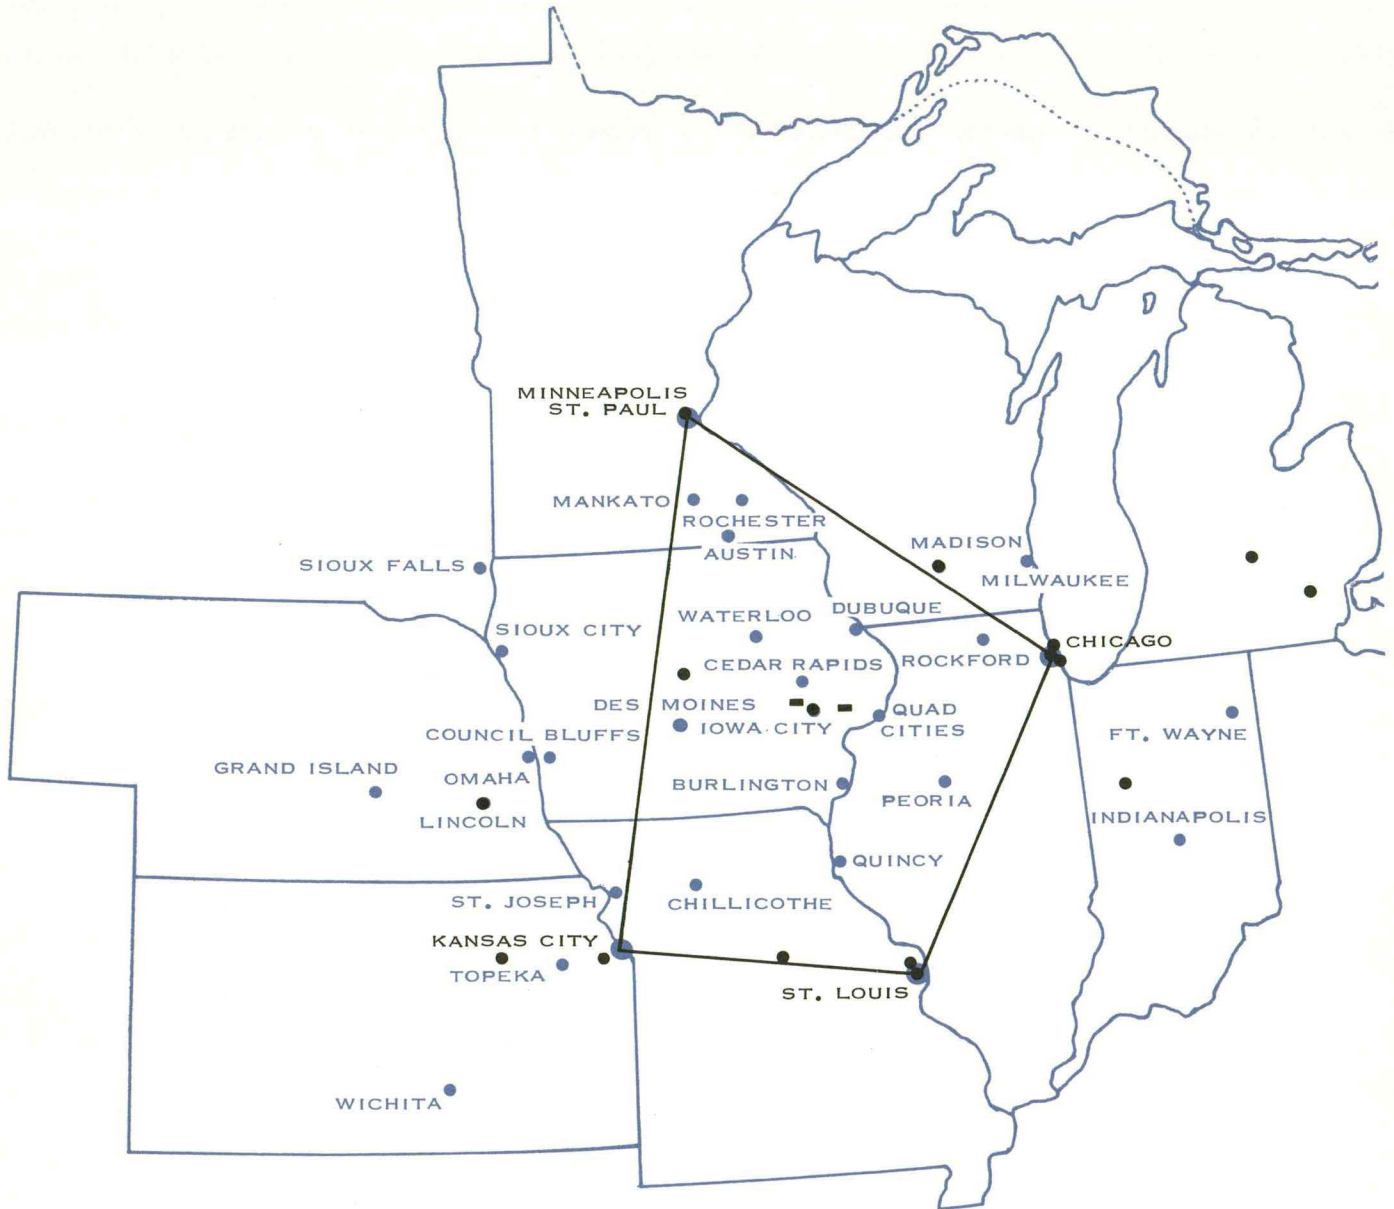 MINNEAPOLIS
ST. PAUL
MANKATO
ROCHESTER
AUSTIN
MADISON
MILWAUKEE
SIOUX FALLS
SIOUX CITY
WATERLOO
DUBUQUE
CHICAGO
CEDAR RAPIDS
ROCKFORD
DES MOINES
IOWA CITY
QUAD
CITIES
COUNCIL BLUFFS
FT. WAYNE
GRAND ISLAND
OMAHA
BURLINGTON
PEORIA
LINCOLN
INDIANAPOLIS
QUINCY
ST. JOSEPH
CHILLICOTHE
KANSAS CITY
TOPEKA
ST. LOUIS
WICHITA